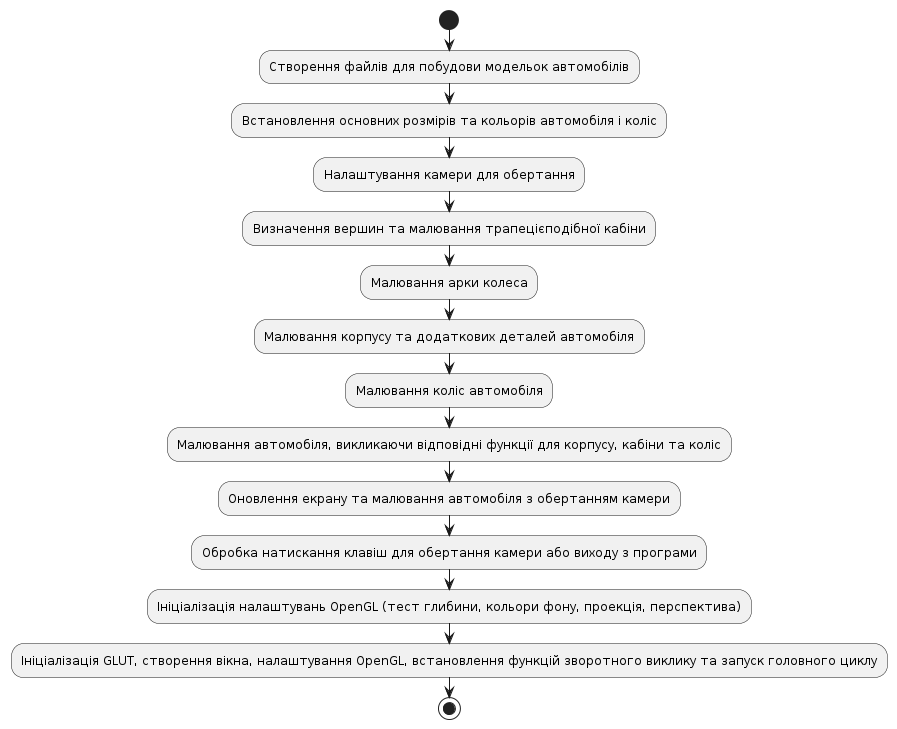 Створення файлів для побудови модельок автомобілів
Встановлення основних розмірів та кольорів автомобіля і коліс
Налаштування камери для обертання
Визначення вершин та малювання трапецієподібної кабіни
Малювання арки колеса
Малювання корпусу та додаткових деталей автомобіля
Малювання коліс автомобіля
Малювання автомобіля, викликаючи відповідні функції для корпусу, кабіни та коліс
Оновлення екрану та малювання автомобіля з обертанням камери
Обробка натискання клавіш для обертання камери або виходу з програми
Ініціалізація налаштувань OpenGL (тест глибини, кольори фону, проекція, перспектива)
Ініціалізація GLUT, створення вікна, налаштування OpenGL, встановлення функцій зворотного виклику та запуск головного циклу